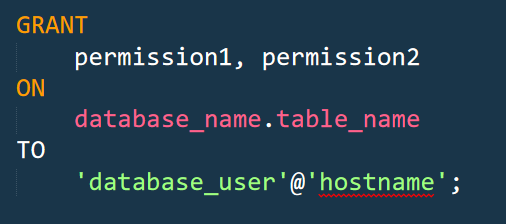 GRANT
permission1, permission2
ON
database_name.table_name
TO
'database_user'@'hostname';